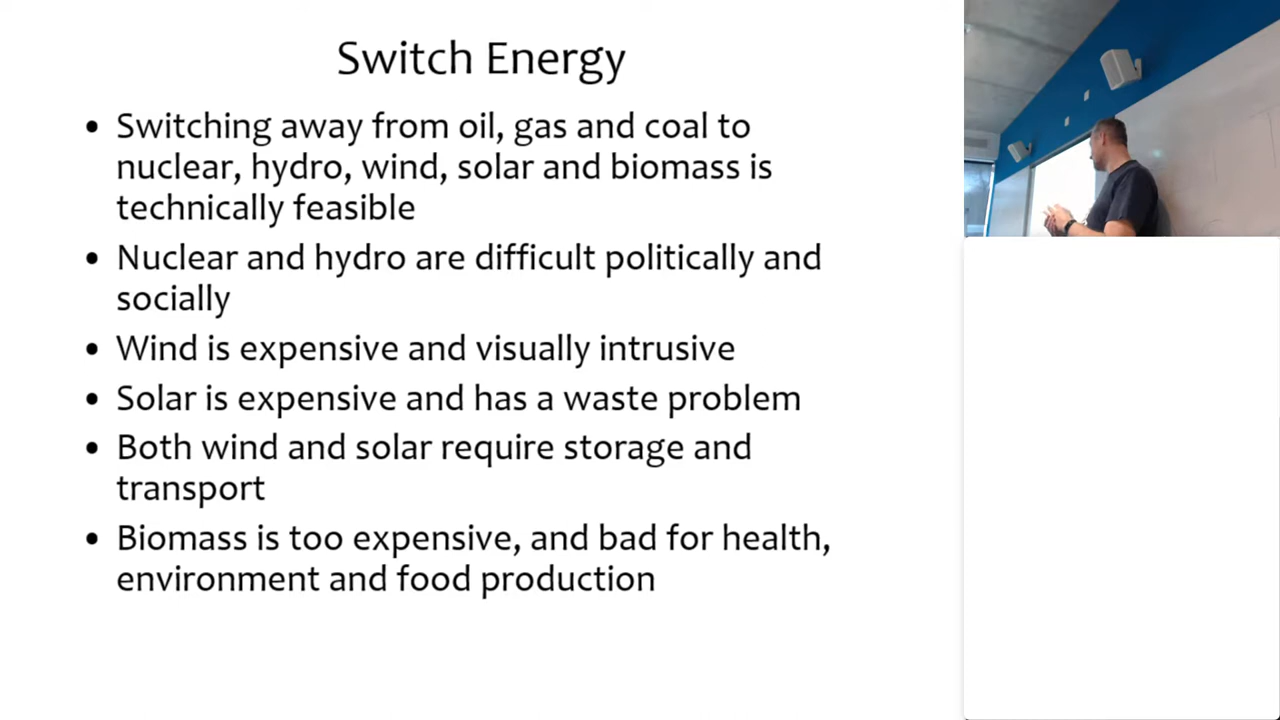 Switch Energy
• Switching away from oil, gas and coal to
nuclear, hydro, wind, solar and biomass is
technically feasible
• Nuclear and hydro are difficult politically and
socially
• Wind is expensive and visually intrusive
• Solar is expensive and has a waste problem
• Both wind and solar require storage and
transport
• Biomass is too expensive, and bad for health,
environment and food production